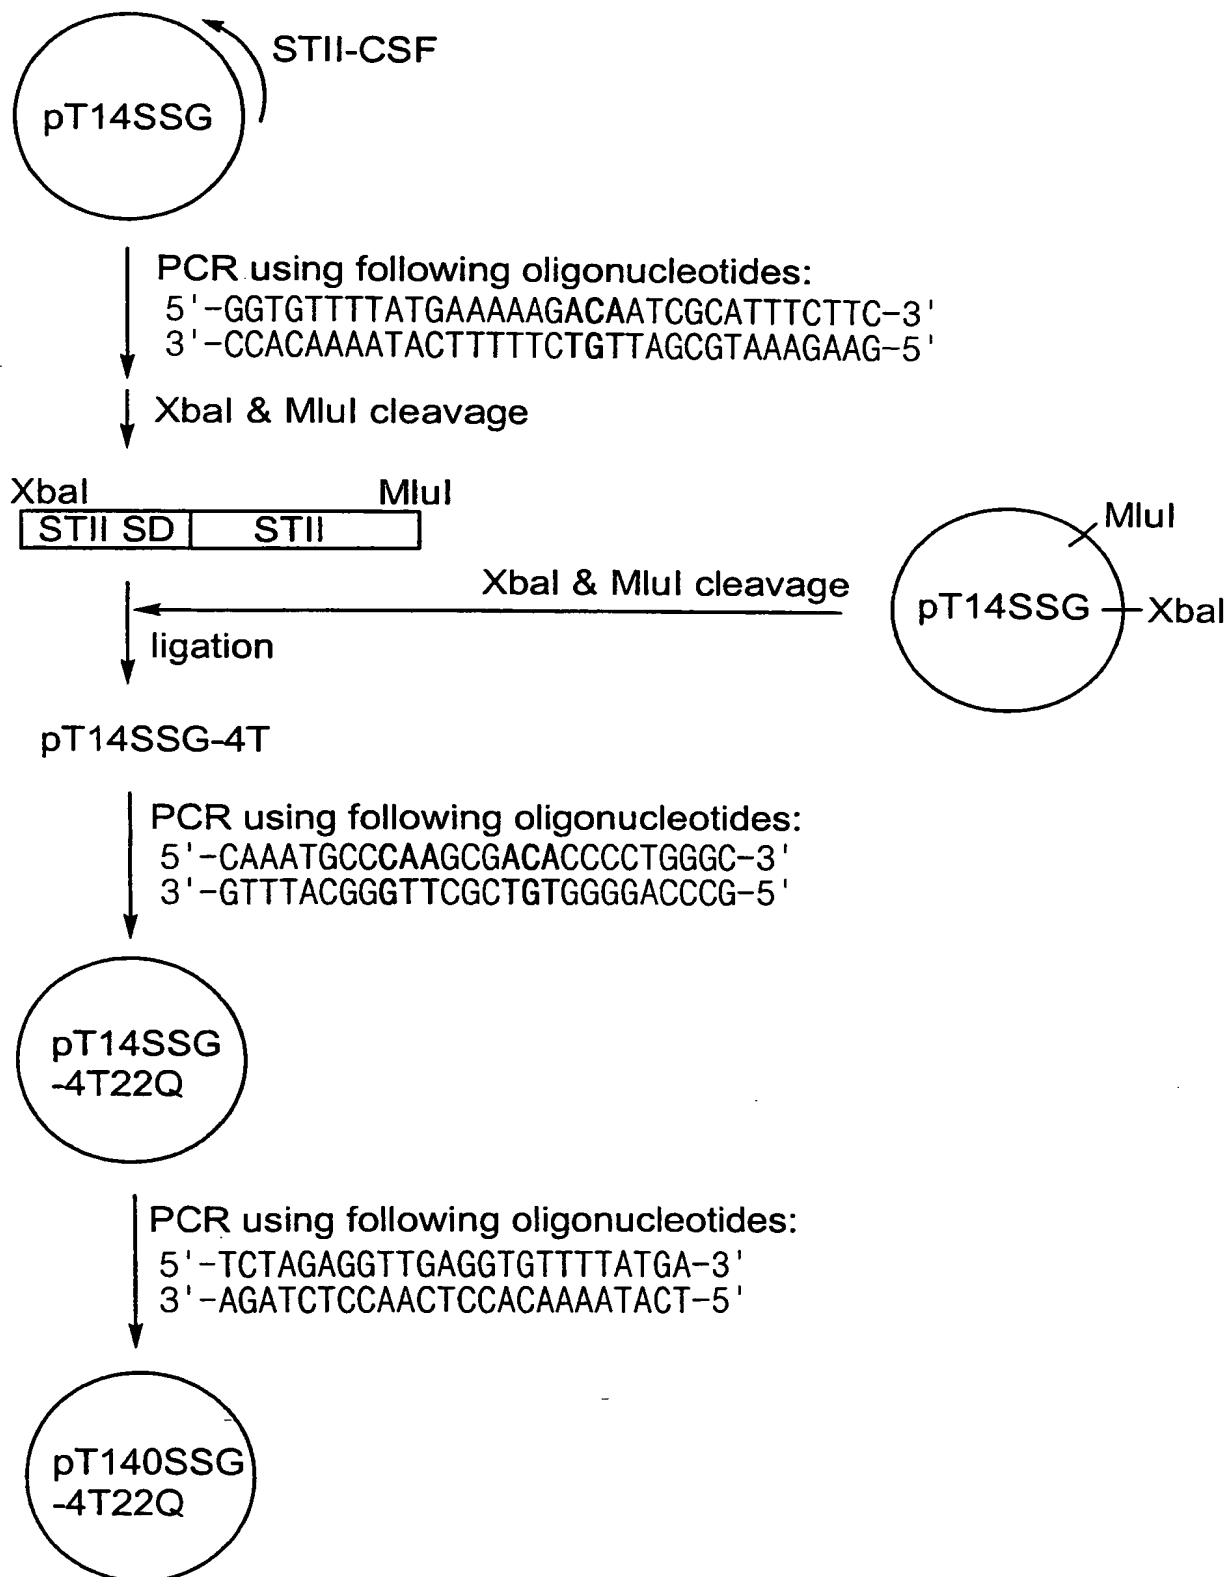 STII-CSF
pT14SSG
PCR using following oligonucleotides:
5'-GGTGTTTTATGAAAAAGACAATCGCATTTCTTC-3'
3'-CCACAAAATACTTTTTCTGTTAGCGTAAAGAAG-5'
XbaI & MluI cleavage
XbaI MluI
STII SD STII
MluI
XbaI & MluI cleavage
pT14SSG XbaI
ligation
pT14SSG-4T
PCR using following oligonucleotides:
5'-CAAATGCCCAAGCGACACCCCTGGGC-3'
3'-GTTTACGGGTTCGCTGTGGGGACCCG-5'
pT14SSG
-4T22Q
PCR using following oligonucleotides:
5'-TCTAGAGGTTGAGGTGTTTTATGA-3'
3'-AGATCTCCAACTCCACAAAATACT-5'
pT140SSG
-4T22Q